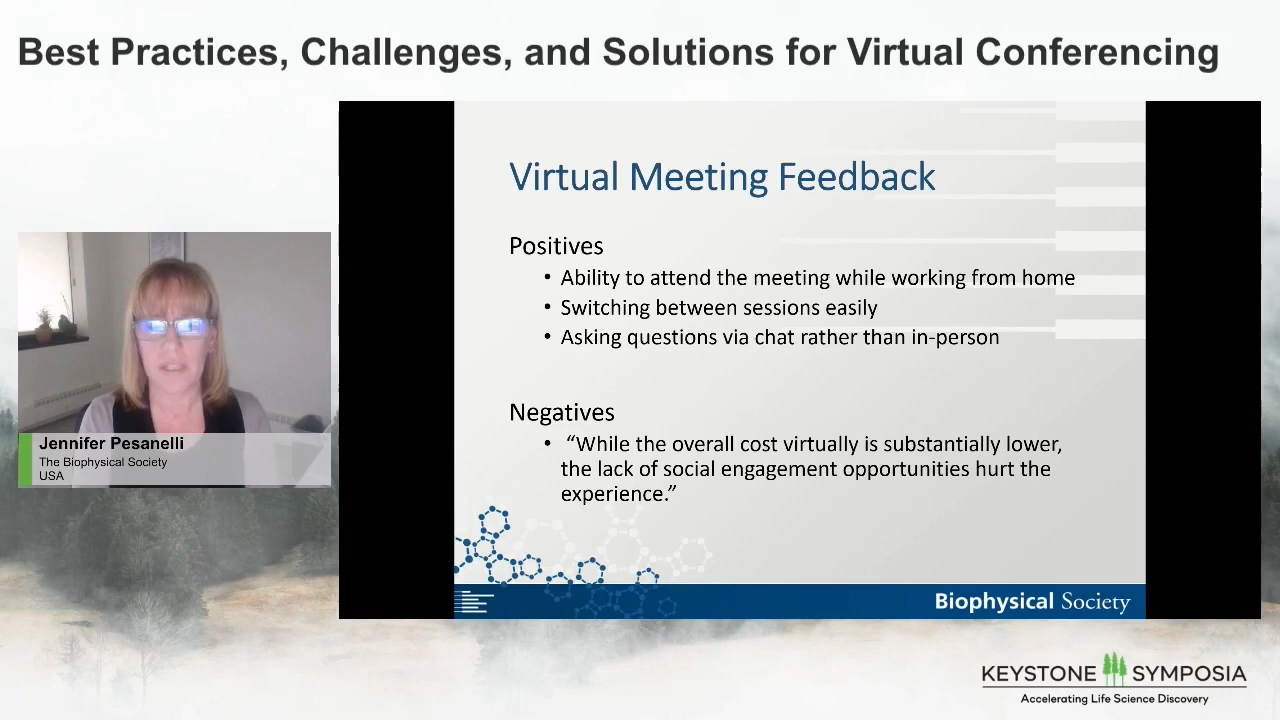 Best Practices, Challenges, and Solutions for Virtual Conferencing
Virtual Meeting Feedback
Positives
• Ability to attend the meeting while working from home
• Switching between sessions easily
• Asking questions via chat rather than in-person
Negatives
• “While the overall cost virtually is substantially lower,
the lack of social engagement opportunities hurt the
experience.”
Biophysical Society
Jennifer Pesanelli
The Biophysical Society
USA
KEYSTONE SYMPOSIA
Accelerating Life Science Discovery